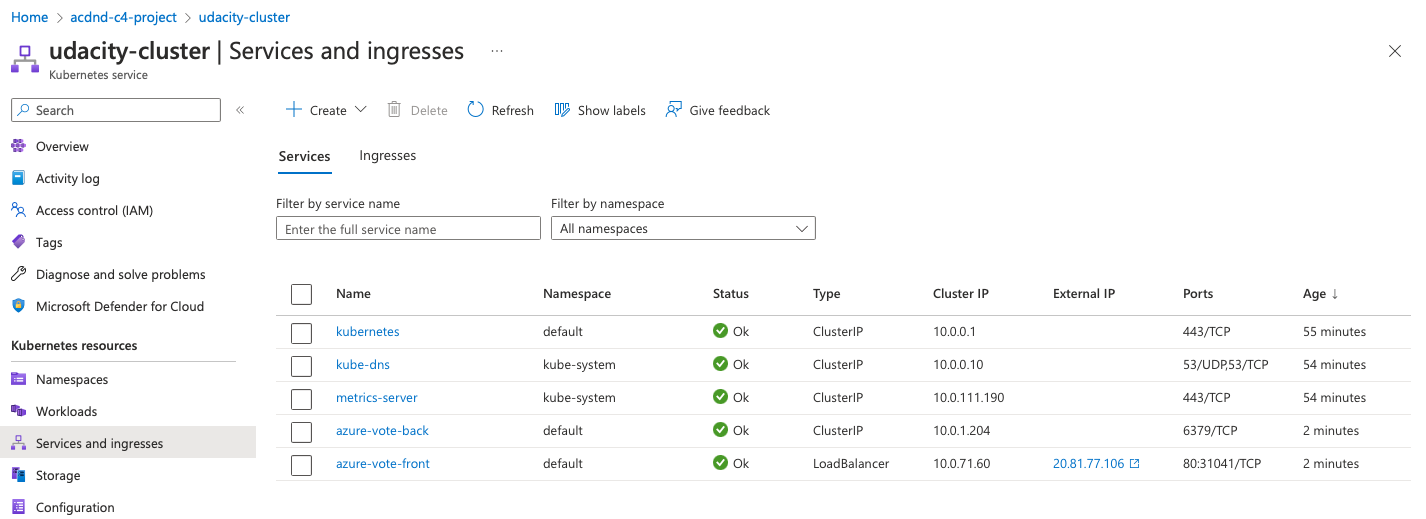 Home > acdnd-c4-project > udacity-cluster
udacity-cluster | Services and ingresses ...
Kubernetes service
Search «
Create Delete Refresh Show labels Give feedback
Overview
Activity log
Access control (IAM)
Tags
Diagnose and solve problems
Microsoft Defender for Cloud
Kubernetes resources
Namespaces
Workloads
Services and ingresses
Storage
Configuration
Services Ingresses
Filter by service name Filter by namespace
Enter the full service name All namespaces
Name Namespace Status Type Cluster IP External IP Ports Age ↓
kubernetes default Ok ClusterIP 10.0.0.1 443/TCP 55 minutes
kube-dns kube-system Ok ClusterIP 10.0.0.10 53/UDP,53/TCP 54 minutes
metrics-server kube-system Ok ClusterIP 10.0.111.190 443/TCP 54 minutes
azure-vote-back default Ok ClusterIP 10.0.1.204 6379/TCP 2 minutes
azure-vote-front default Ok LoadBalancer 10.0.71.60 20.81.77.106 80:31041/TCP 2 minutes